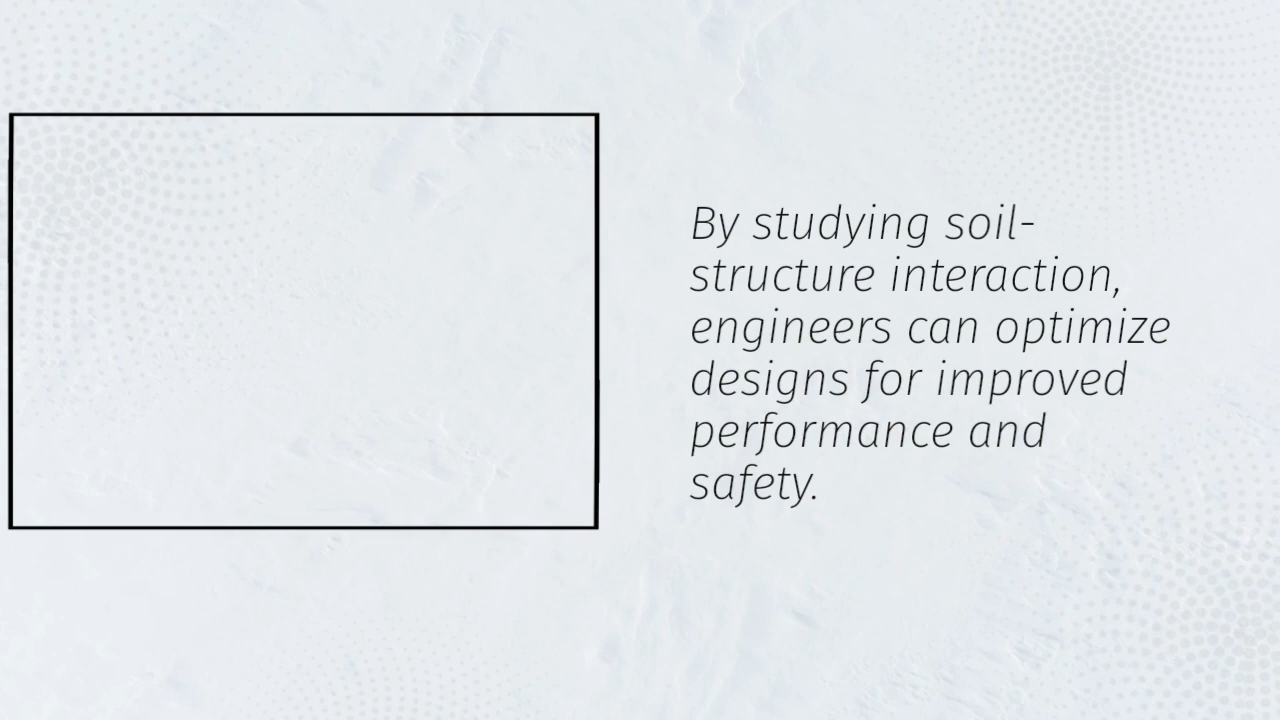 By studying soil-
structure interaction,
engineers can optimize
designs for improved
performance and
safety.